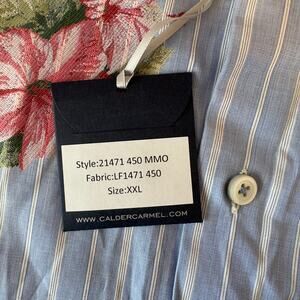 Style:21471 450 MMO
Fabric:LF1471 450
Size:XXL
WWW.CALDERCARMEL.COM